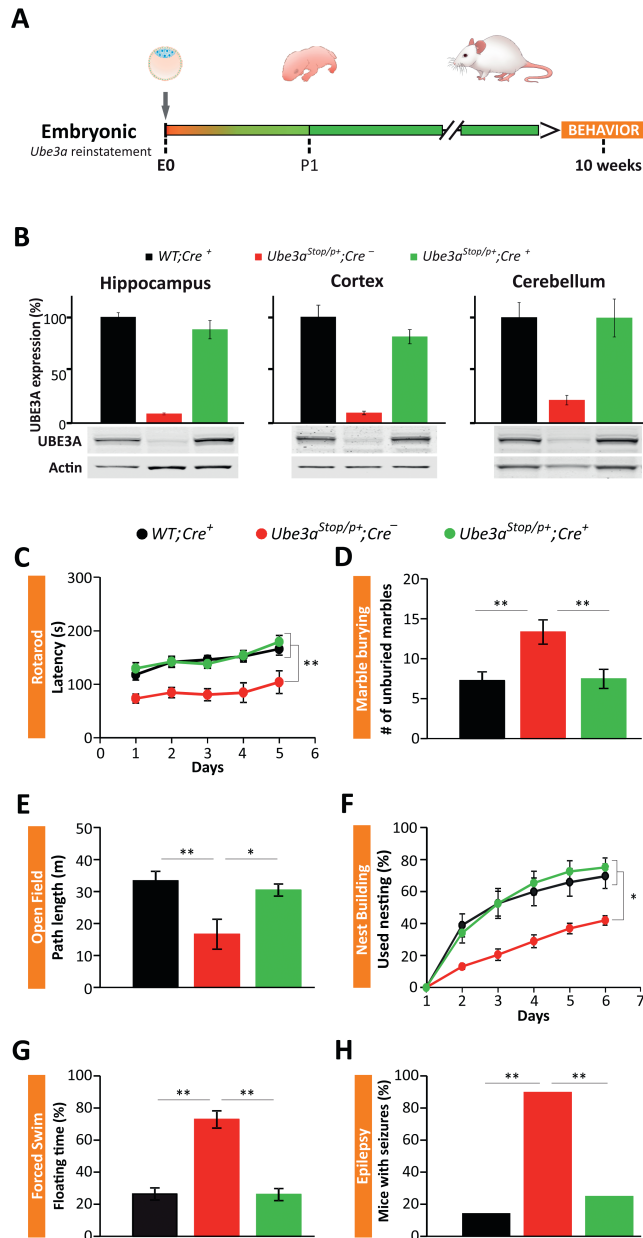 A
Embryonic
Ube3a reinstatement
E0
P1
BEHAVIOR
10 weeks
B
WT;Cre +
Ube3aStop/p+;Cre −
Ube3aStop/p+;Cre +
Hippocampus
Cortex
Cerebellum
UBE3A expression (%)
100
50
0
UBE3A
Actin
WT;Cre+
Ube3aStop/p+;Cre−
Ube3aStop/p+;Cre+
C
Rotarod
Latency (s)
300
200
100
0
0 1 2 3 4 5 6
Days
**
D
Marble burying
# of unburied marbles
20
15
10
5
0
** **
E
Open Field
Path length (m)
50
40
30
20
10
0
** *
F
Nest Building
Used nesting (%)
100
80
60
40
20
0
1 2 3 4 5 6 7
Days
*
G
Forced Swim
Floating time (%)
100
80
60
40
20
0
** **
H
Epilepsy
Mice with seizures (%)
100
80
60
40
20
0
** **